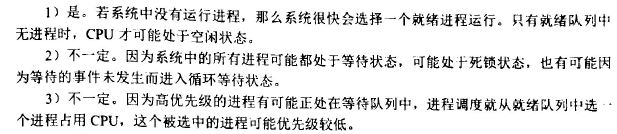 1）是。若系统中没有运行进程，那么系统很快会选择一个就绪进程运行。只有就绪队列中
无进程时，CPU 才可能处于空闲状态。
2）不一定。因为系统中的所有进程可能都处于等待状态，可能处于死锁状态，也有可能因
为等待的事件未发生而进入循环等待状态。
3）不一定。因为高优先级的进程有可能正处在等待队列中，进程调度就从就绪队列中选一
个进程占用 CPU，这个被选中的进程可能优先级较低。